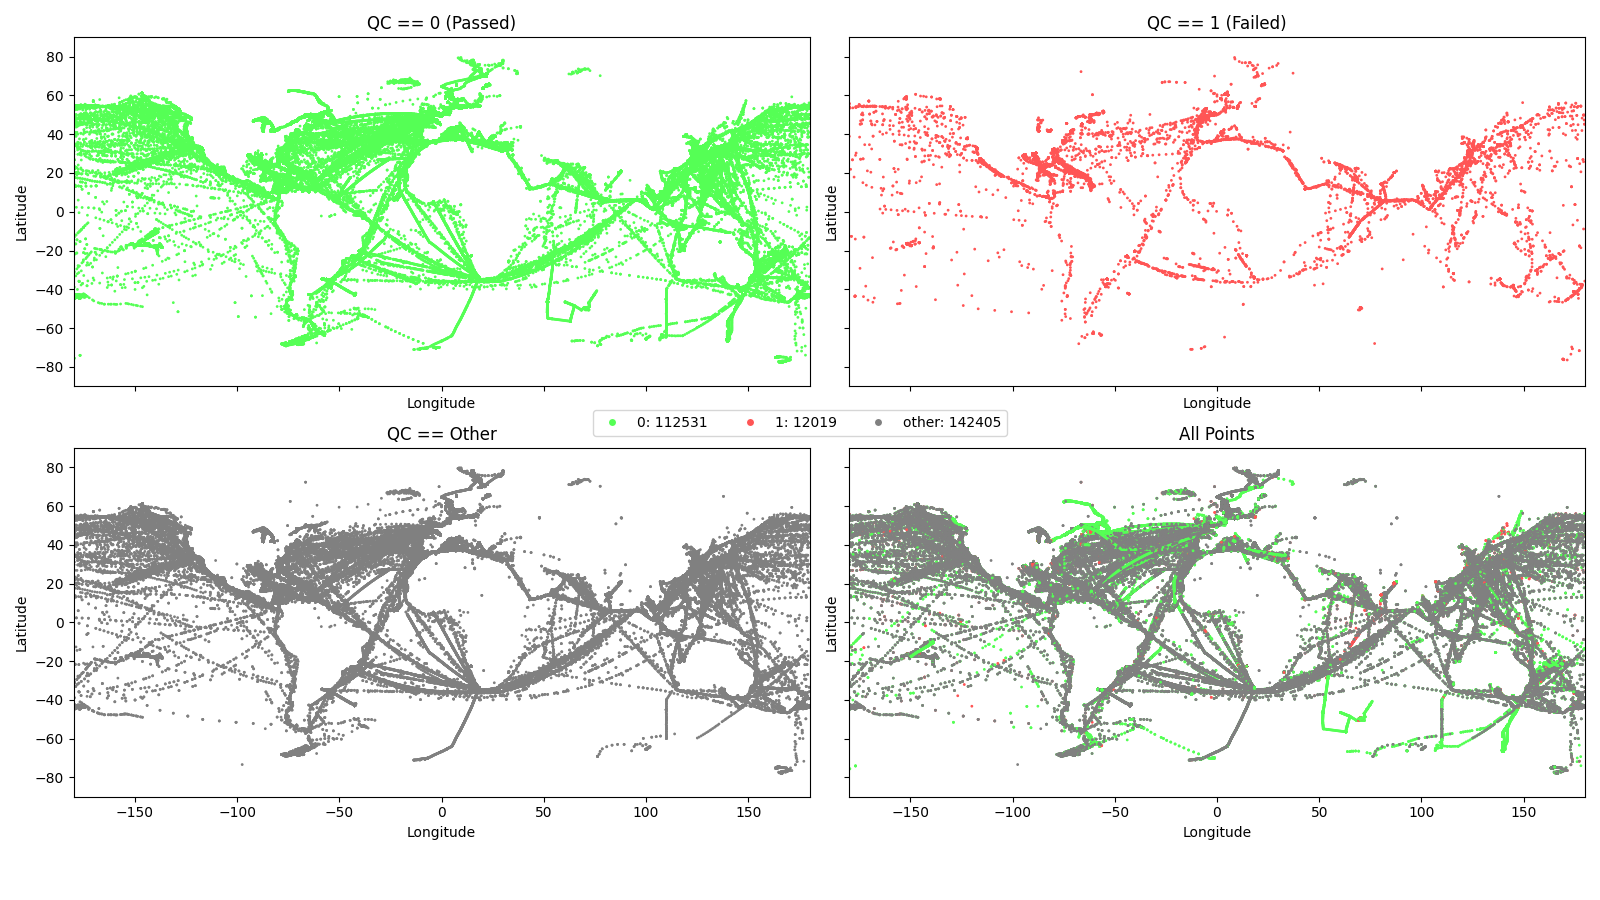 QC == 0 (Passed)
QC == 1 (Failed)
80
60
40
20
0
−20
−40
−60
−80
Latitude
Latitude
Longitude
Longitude
0: 112531 1: 12019 other: 142405
QC == Other
All Points
80
60
40
20
0
−20
−40
−60
−80
Latitude
Latitude
−150 −100 −50 0 50 100 150
−150 −100 −50 0 50 100 150
Longitude
Longitude